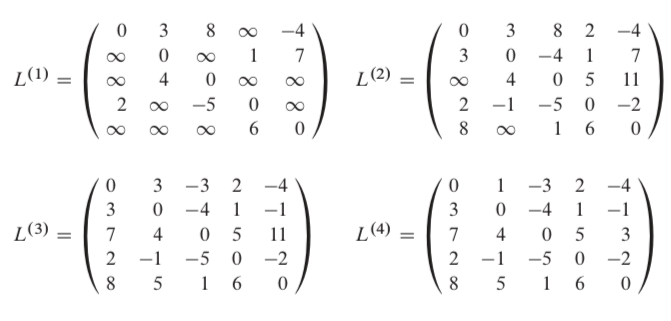 L(1) = ( 0 3 8 ∞ −4 L(2) = ( 0 3 8 2 −4
∞ 0 ∞ 1 7 3 0 −4 1 7
∞ 4 0 ∞ ∞ ∞ 4 0 5 11
2 ∞ −5 0 ∞ 2 −1 −5 0 −2
∞ ∞ ∞ 6 0 ) 8 ∞ 1 6 0 )
L(3) = ( 0 3 −3 2 −4 L(4) = ( 0 1 −3 2 −4
3 0 −4 1 −1 3 0 −4 1 −1
7 4 0 5 11 7 4 0 5 3
2 −1 −5 0 −2 2 −1 −5 0 −2
8 5 1 6 0 ) 8 5 1 6 0 )